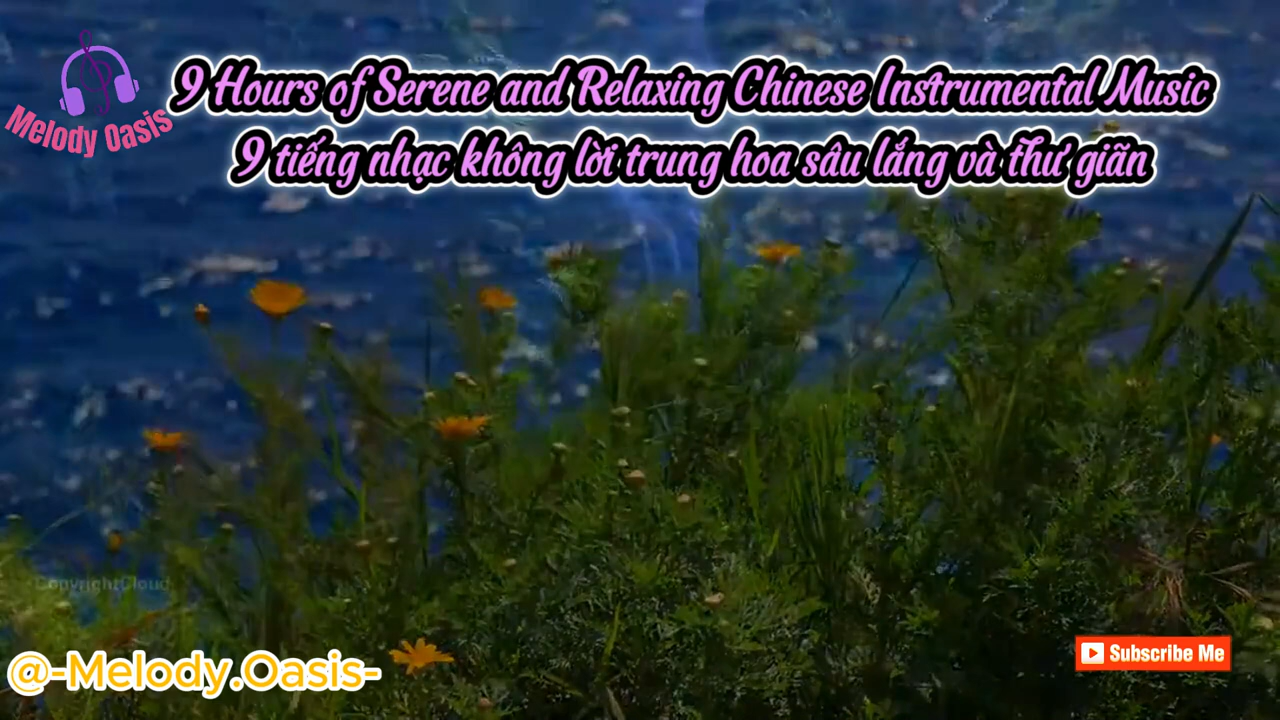 9 Hours of Serene and Relaxing Chinese Instrumental Music
9 tiếng nhạc không lời trung hoa sâu lắng và thư giãn
Melody Oasis
CopyrightCloud
@-Melody.Oasis-
Subscribe Me